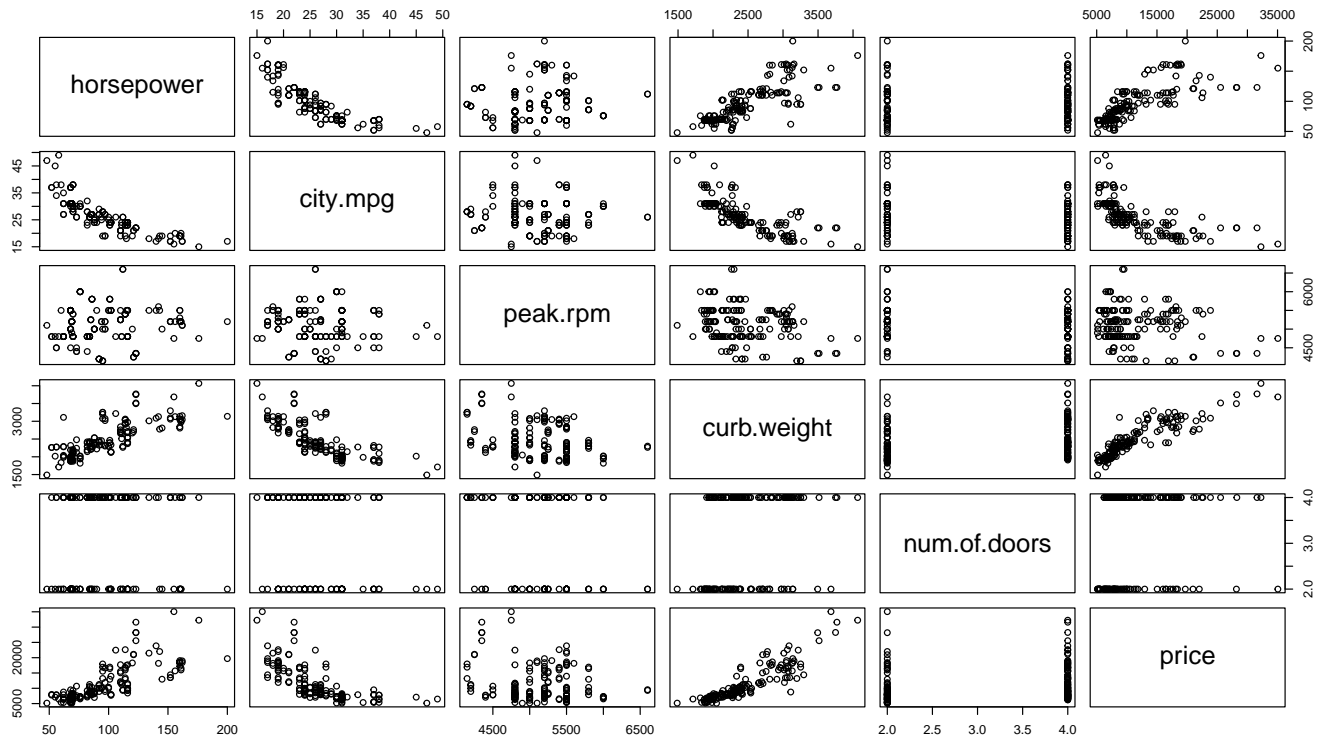 15 20 25 30 35 40 45 50
1500 2500 3500
5000 15000 25000 35000
horsepower
50 100 200
15 25 35 45
city.mpg
peak.rpm
4500 6000
1500 3000
curb.weight
num.of.doors
2.0 3.0 4.0
5000 20000
price
50 100 150 200
4500 5500 6500
2.0 2.5 3.0 3.5 4.0